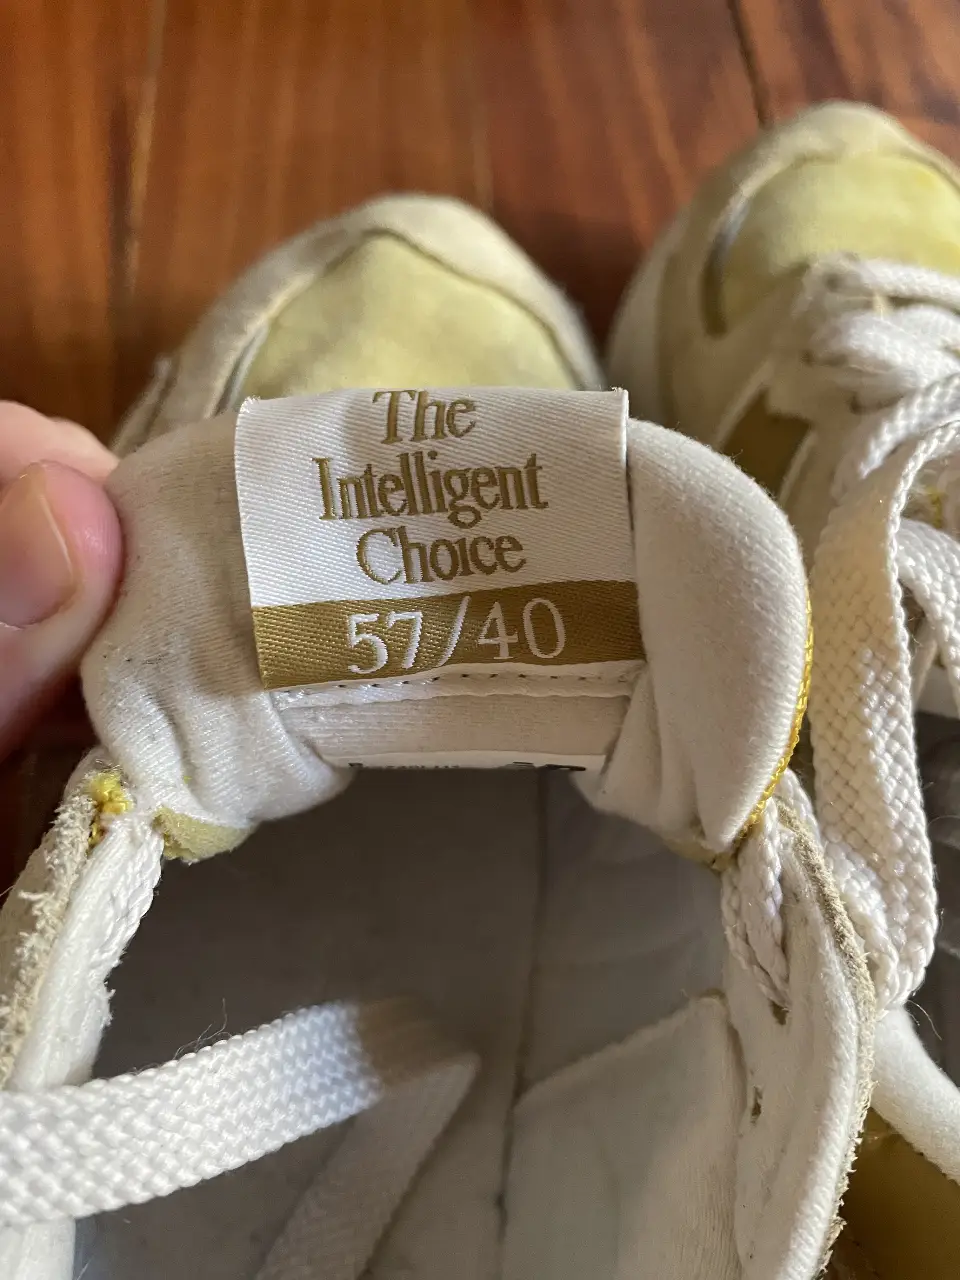 The
Intelligent
Choice
57/40